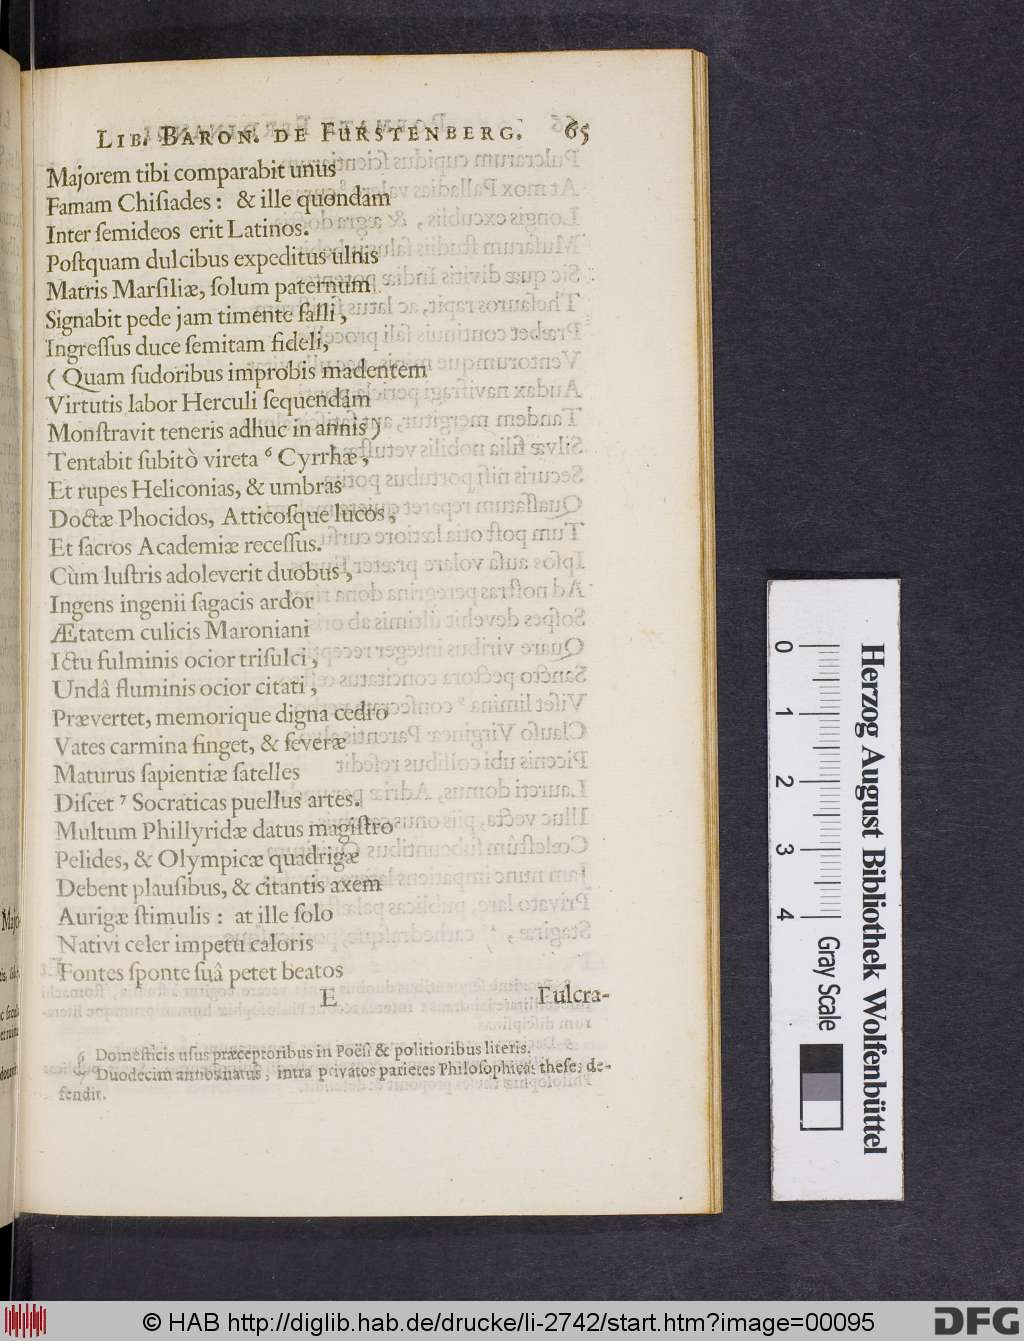 LIB. BARON. DE FURSTENBERG. 65
Majorem tibi comparabit unus
Famam Chiſiades : & ille quondam
Inter ſemideos erit Latinos.
Poſtquam dulcibus expeditus ulnis
Matris Marſiliæ, ſolum paternum
Signabit pede jam timente falli,
Ingreſſus duce ſemitam fideli,
( Quam ſudoribus improbis madentem
Virtutis labor Herculi ſequendam
Monſtravit teneris adhuc in annis )
Tentabit ſubitò vireta ⁶ Cyrrhæ,
Et rupes Heliconias, & umbras
Doctæ Phocidos, Atticoſque lucos,
Et ſacros Academiæ receſſus.
Cùm luſtris adoleverit duobus,
Ingens ingenii ſagacis ardor
Ætatem culicis Maroniani
Ictu fulminis ocior triſulci,
Undâ fluminis ocior citati,
Prævertet, memorique digna cedro
Vates carmina finget, & ſeveræ
Maturus ſapientiæ ſatelles
Diſcet ⁷ Socraticas puellus artes.
Multum Phillyridæ datus magiſtro
Pelides, & Olympicæ quadrigæ
Debent plauſibus, & citantis axem
Aurigæ ſtimulis : at ille ſolo
Nativi celer impetu caloris
Fontes ſponte ſuâ petet beatos
E Fulcra-
6 Domeſticis uſus præceptoribus in Poëſi & politioribus literis.
7 Duodecim annos natus, intra privatos parietes Philoſophicas theſes de-
fendit.
0 1 2 3 4
Gray Scale
Herzog August Bibliothek Wolfenbüttel
© HAB http://diglib.hab.de/drucke/li-2742/start.htm?image=00095
DFG